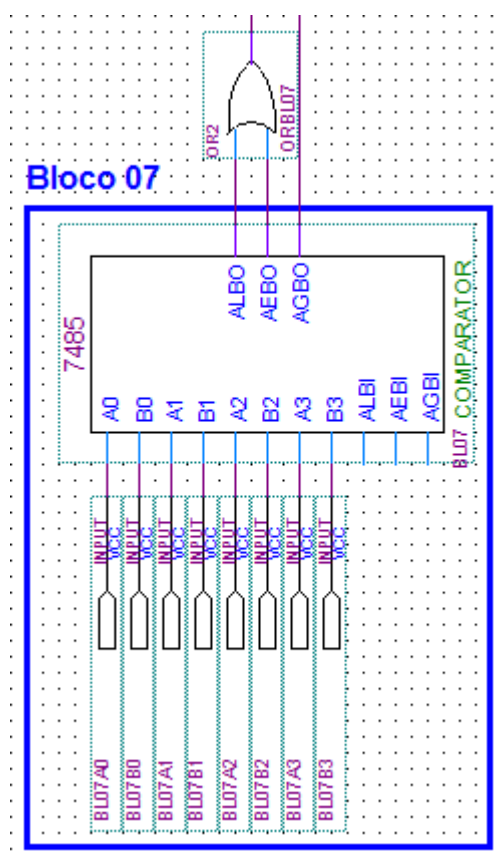 OR2
ORBL07
Bloco 07
7485
ALBO
AEBO
AGBO
COMPARATOR
BL07
A0
B0
A1
B1
A2
B2
A3
B3
ALBI
AEBI
AGBI
INPUT
VCC
INPUT
VCC
INPUT
VCC
INPUT
VCC
INPUT
VCC
INPUT
VCC
INPUT
VCC
INPUT
VCC
BL07A0
BL07B0
BL07A1
BL07B1
BL07A2
BL07B2
BL07A3
BL07B3